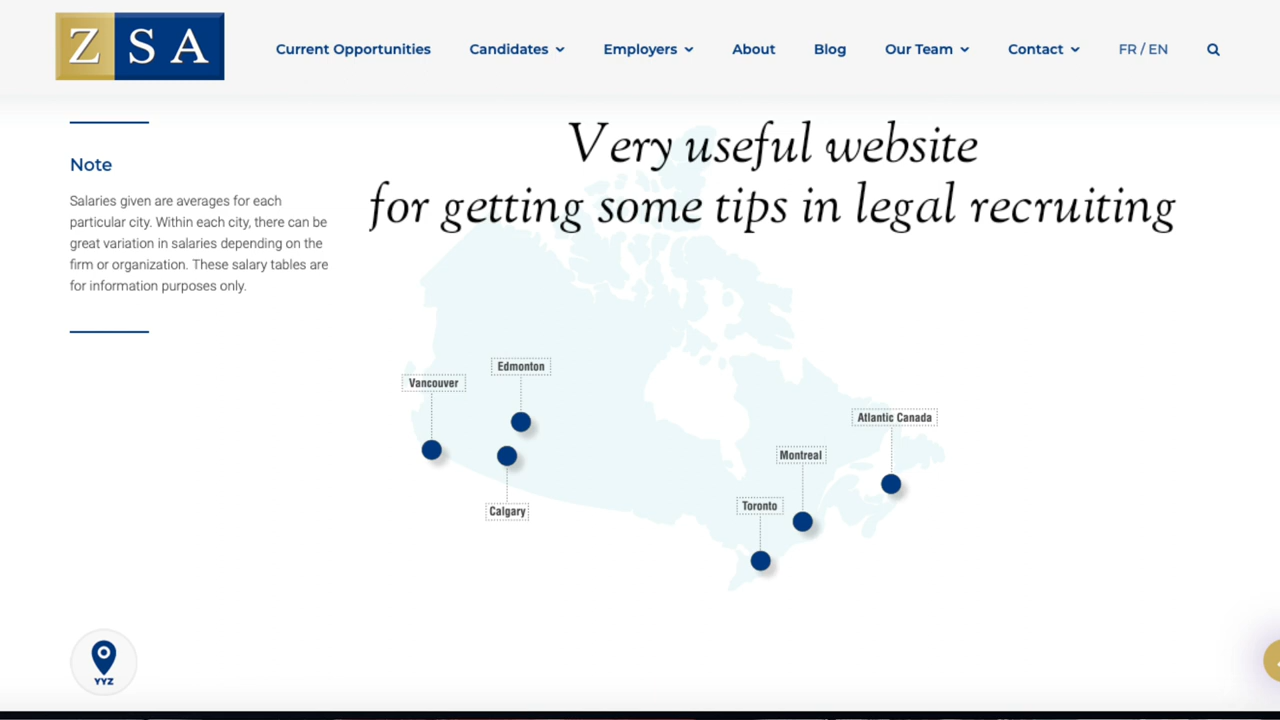 Z S A
Current Opportunities
Candidates
Employers
About
Blog
Our Team
Contact
FR / EN
Note
Salaries given are averages for each
particular city. Within each city, there can be
great variation in salaries depending on the
firm or organization. These salary tables are
for information purposes only.
Very useful website
for getting some tips in legal recruiting
Edmonton
Vancouver
Atlantic Canada
Montreal
Toronto
Calgary
YYZ